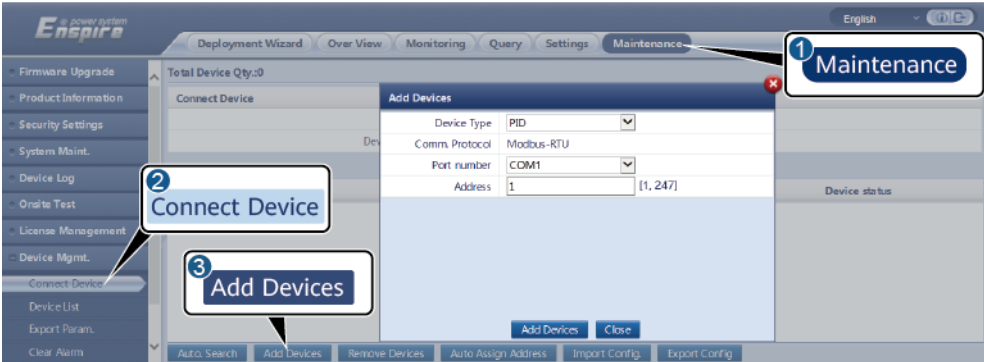 e power system
Enspire
English
Deployment Wizard
Over View
Monitoring
Query
Settings
Maintenance
1
Maintenance
Firmware Upgrade
Product Information
Security Settings
System Maint.
Device Log
Onsite Test
License Management
Device Mgmt.
Connect Device
Device List
Export Param.
Clear Alarm
Total Device Qty.:0
Connect Device
Dev
Device status
2
Connect Device
3
Add Devices
Add Devices
Device Type PID
Comm. Protocol Modbus-RTU
Port number COM1
Address 1 [1, 247]
Add Devices Close
Auto. Search Add Devices Remove Devices Auto Assign Address Import Config. Export Config